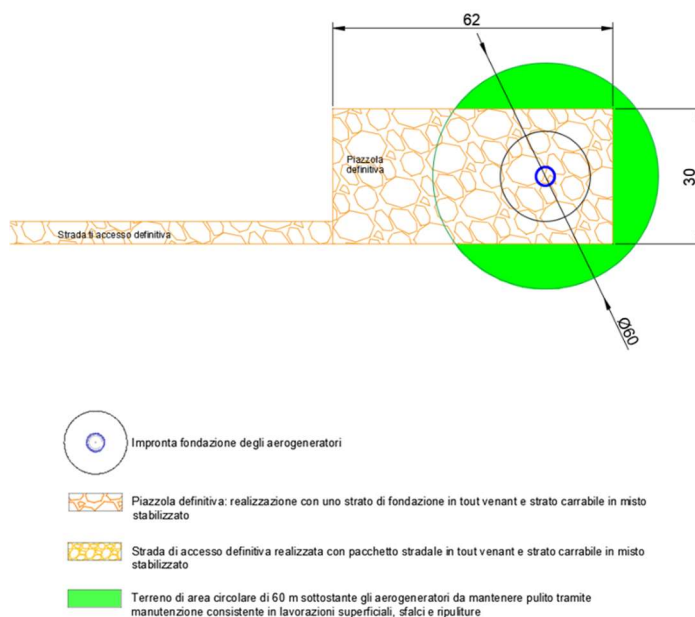 62
30
Ø60
Piazzola
definitiva
Strada ti accesso definitiva
Impronta fondazione degli aerogeneratori
Piazzola definitiva: realizzazione con uno strato di fondazione in tout venant e strato carrabile in misto
stabilizzato
Strada di accesso definitiva realizzata con pacchetto stradale in tout venant e strato carrabile in misto
stabilizzato
Terreno di area circolare di 60 m sottostante gli aerogeneratori da mantenere pulito tramite
manutenzione consistente in lavorazioni superficiali, sfalci e ripuliture